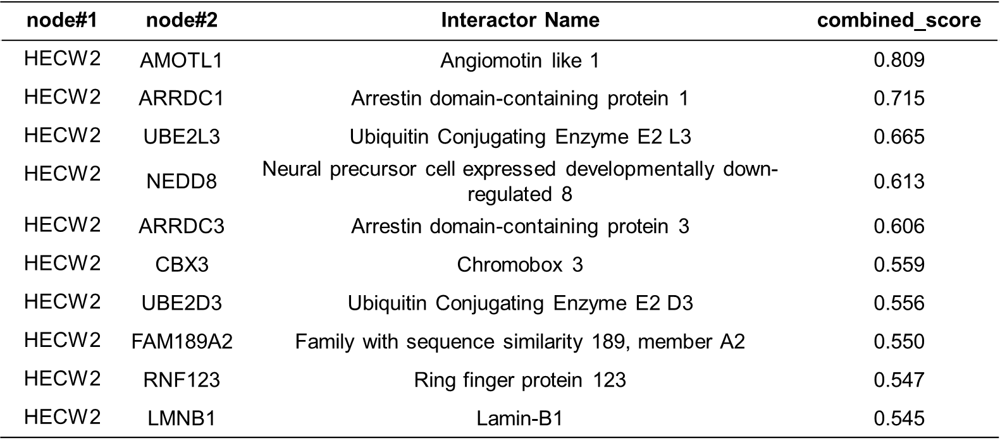 node#1 node#2 Interactor Name combined_score
HECW2 AMOTL1 Angiomotin like 1 0.809
HECW2 ARRDC1 Arrestin domain-containing protein 1 0.715
HECW2 UBE2L3 Ubiquitin Conjugating Enzyme E2 L3 0.665
HECW2 NEDD8 Neural precursor cell expressed developmentally down-
regulated 8 0.613
HECW2 ARRDC3 Arrestin domain-containing protein 3 0.606
HECW2 CBX3 Chromobox 3 0.559
HECW2 UBE2D3 Ubiquitin Conjugating Enzyme E2 D3 0.556
HECW2 FAM189A2 Family with sequence similarity 189, member A2 0.550
HECW2 RNF123 Ring finger protein 123 0.547
HECW2 LMNB1 Lamin-B1 0.545